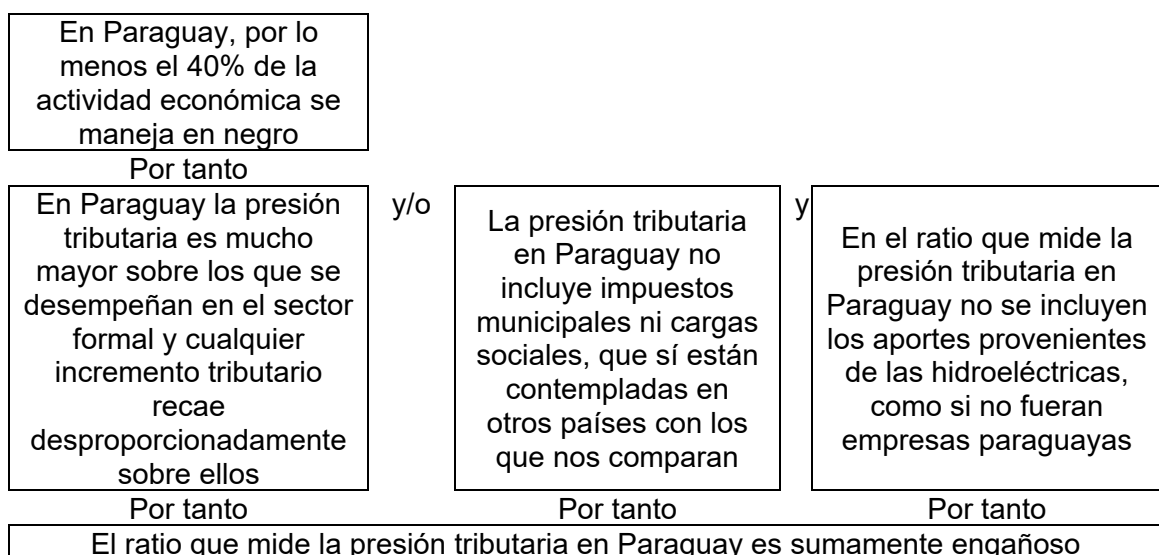 En Paraguay, por lo
menos el 40% de la
actividad económica se
maneja en negro
Por tanto
En Paraguay la presión
tributaria es mucho
mayor sobre los que se
desempeñan en el sector
formal y cualquier
incremento tributario
recae
desproporcionadamente
sobre ellos
y/o
La presión tributaria
en Paraguay no
incluye impuestos
municipales ni cargas
sociales, que sí están
contempladas en
otros países con los
que nos comparan
y
En el ratio que mide la
presión tributaria en
Paraguay no se incluyen
los aportes provenientes
de las hidroeléctricas,
como si no fueran
empresas paraguayas
Por tanto
Por tanto
Por tanto
El ratio que mide la presión tributaria en Paraguay es sumamente engañoso